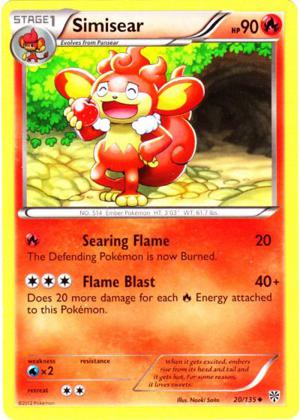 STAGE1 Simisear HP 90
Evolves from Pansear
NO. 514 Ember Pokémon HT. 3'03" WT. 61.7 lbs.
Searing Flame 20
The Defending Pokémon is now Burned.
Flame Blast 40+
Does 20 more damage for each Energy attached
to this Pokémon.
weakness resistance
×2
retreat
When it gets excited, embers
rise from its head and tail and
it gets hot. For some reason,
it loves sweets.
Illus. Naoki Saito 20/135
©2012 Pokémon